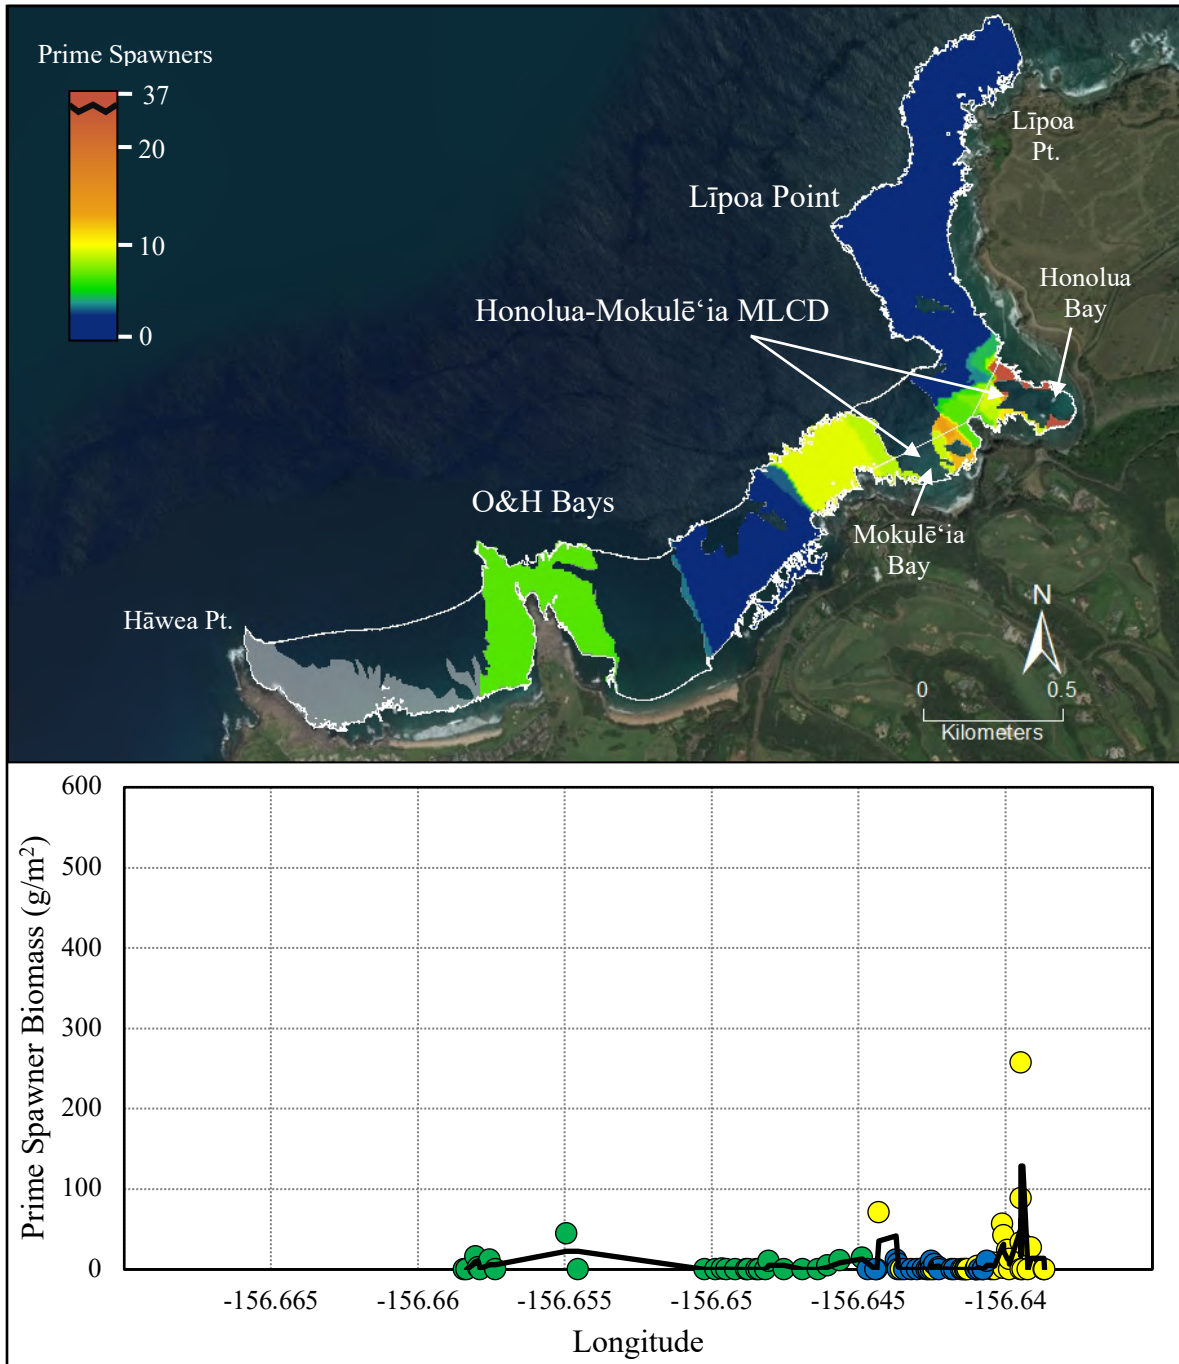 Prime Spawners
37
20
10
0
Līpoa
Pt.
Līpoa Point
Honolua
Bay
Honolua-Mokulēʻia MLCD
O&H Bays
Mokulēʻia
Bay
Hāwea Pt.
N
0 0.5
Kilometers
600
500
400
300
200
100
0
Prime Spawner Biomass (g/m²)
-156.665 -156.66 -156.655 -156.65 -156.645 -156.64
Longitude